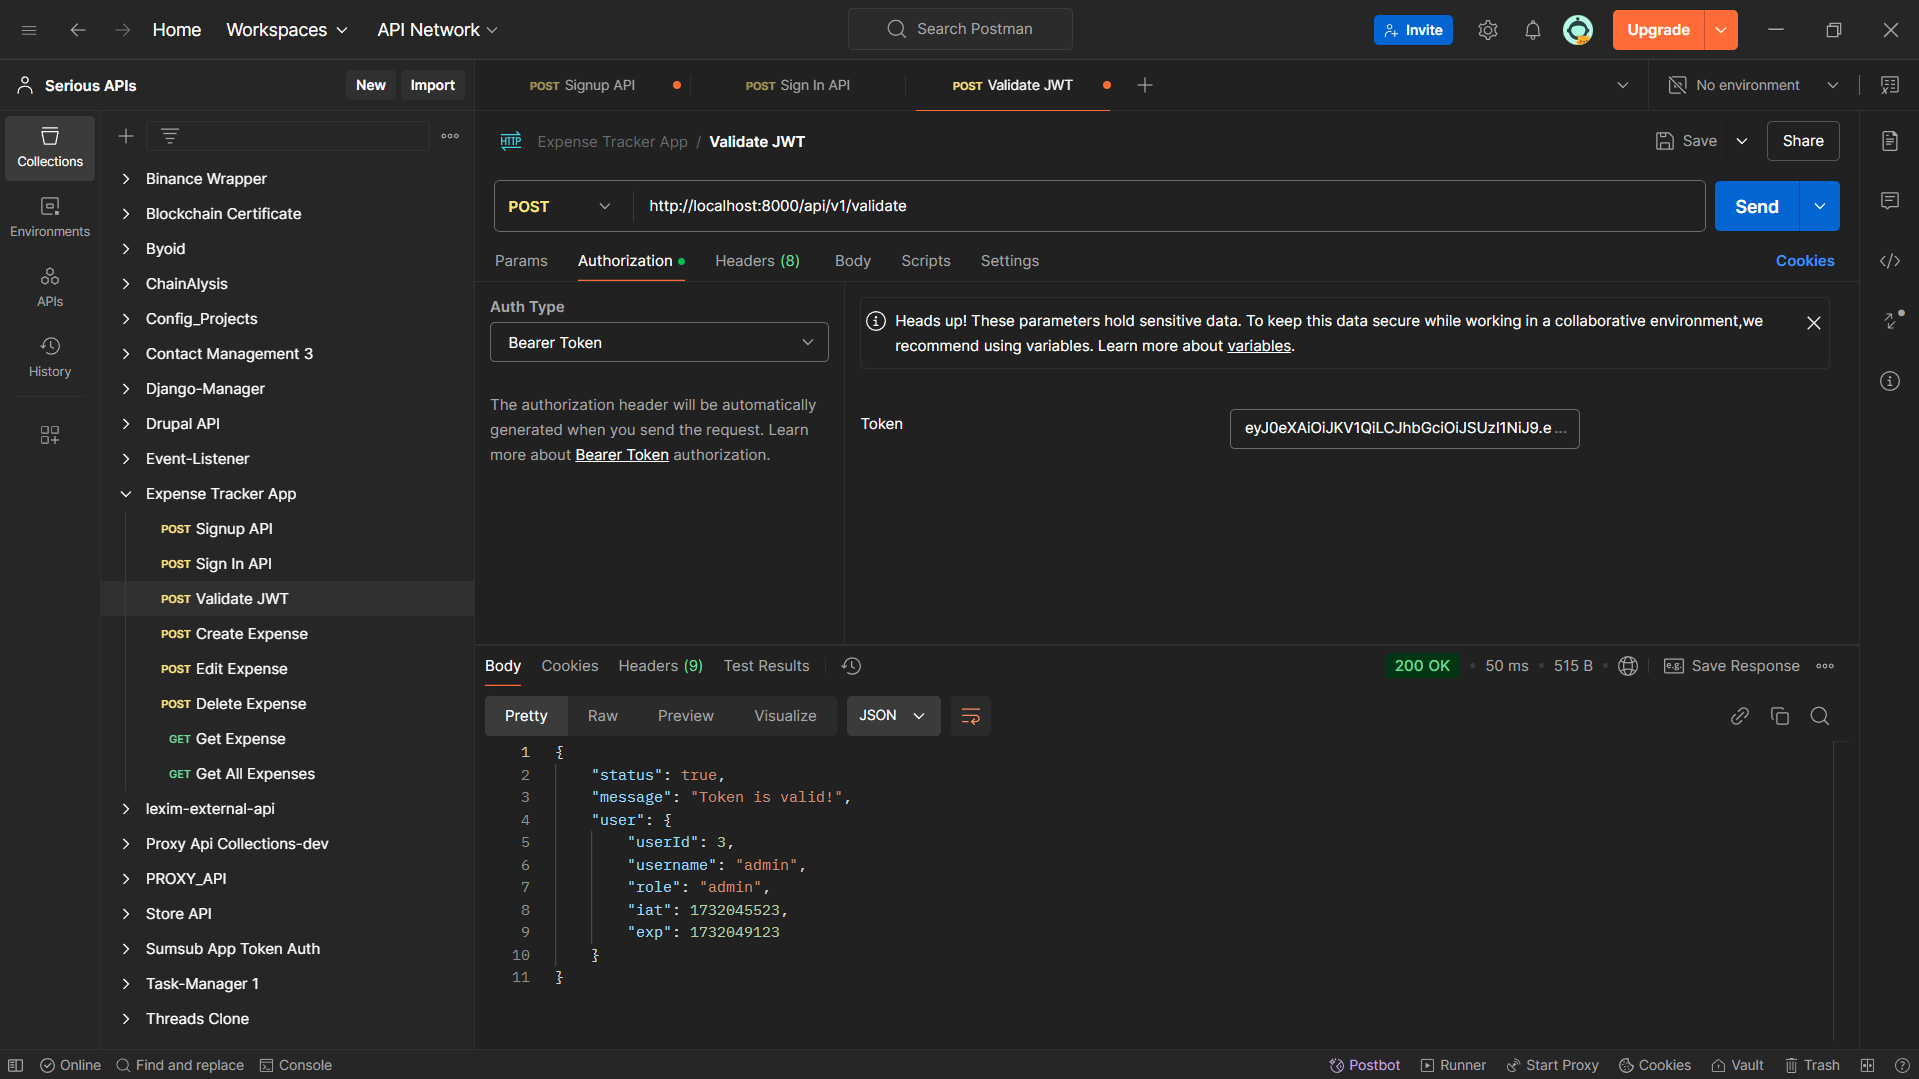 Home
Workspaces
API Network
Search Postman
Invite
Upgrade
Serious APIs
New
Import
POST Signup API
POST Sign In API
POST Validate JWT
No environment
Collections
Environments
APIs
History
Binance Wrapper
Blockchain Certificate
Byoid
ChainAlysis
Config_Projects
Contact Management 3
Django-Manager
Drupal API
Event-Listener
Expense Tracker App
POST Signup API
POST Sign In API
POST Validate JWT
POST Create Expense
POST Edit Expense
POST Delete Expense
GET Get Expense
GET Get All Expenses
lexim-external-api
Proxy Api Collections-dev
PROXY_API
Store API
Sumsub App Token Auth
Task-Manager 1
Threads Clone
HTTP Expense Tracker App / Validate JWT
Save
Share
POST
http://localhost:8000/api/v1/validate
Send
Params
Authorization
Headers (8)
Body
Scripts
Settings
Cookies
Auth Type
Bearer Token
The authorization header will be automatically
generated when you send the request. Learn
more about Bearer Token authorization.
Heads up! These parameters hold sensitive data. To keep this data secure while working in a collaborative environment,we
recommend using variables. Learn more about variables.
Token
eyJ0eXAiOiJKV1QiLCJhbGciOiJSUzI1NiJ9.e ...
Body
Cookies
Headers (9)
Test Results
200 OK
50 ms
515 B
e.g. Save Response
Pretty
Raw
Preview
Visualize
JSON
1 {
2 "status": true,
3 "message": "Token is valid!",
4 "user": {
5 "userId": 3,
6 "username": "admin",
7 "role": "admin",
8 "iat": 1732045523,
9 "exp": 1732049123
10 }
11 }
Online
Find and replace
Console
Postbot
Runner
Start Proxy
Cookies
Vault
Trash